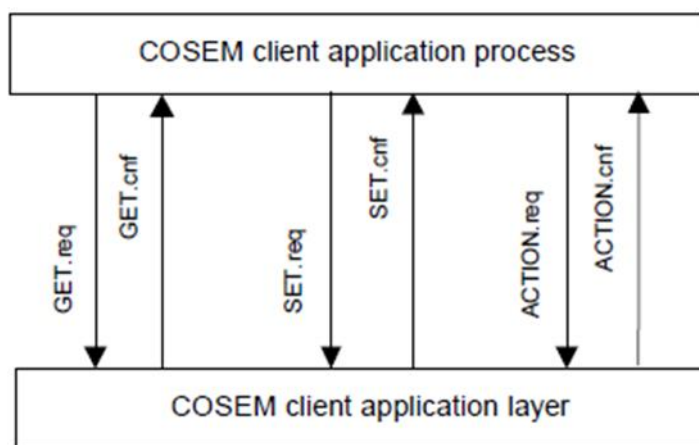 COSEM client application process
GET.req
GET.cnf
SET.req
SET.cnf
ACTION.req
ACTION.cnf
COSEM client application layer